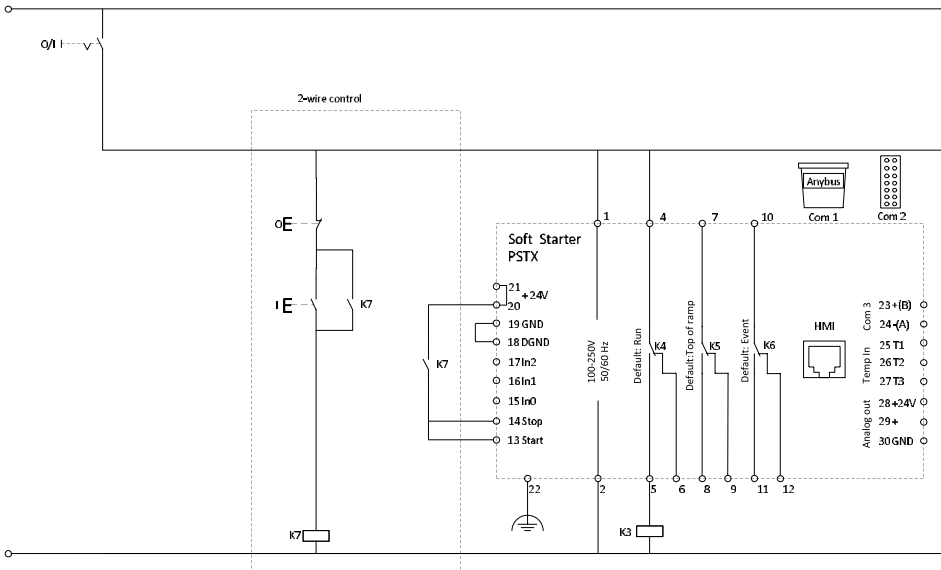 O/I
2-wire control
Anybus
Com 1
Com 2
1
4
7
10
O
Soft Starter
PSTX
21
+24V
20
I
K7
19 GND
18 DGND
K7
17 In2
16 In1
15 In0
14 Stop
13 Start
100-250V
50/60 Hz
Default: Run
K4
Default:Top of ramp
K5
Default: Event
K6
HMI
Com 3
23+(B)
24-(A)
Temp In
25 T1
26 T2
27 T3
Analog out
28+24V
29+
30GND
22
2
5
6
8
9
11
12
K7
K3